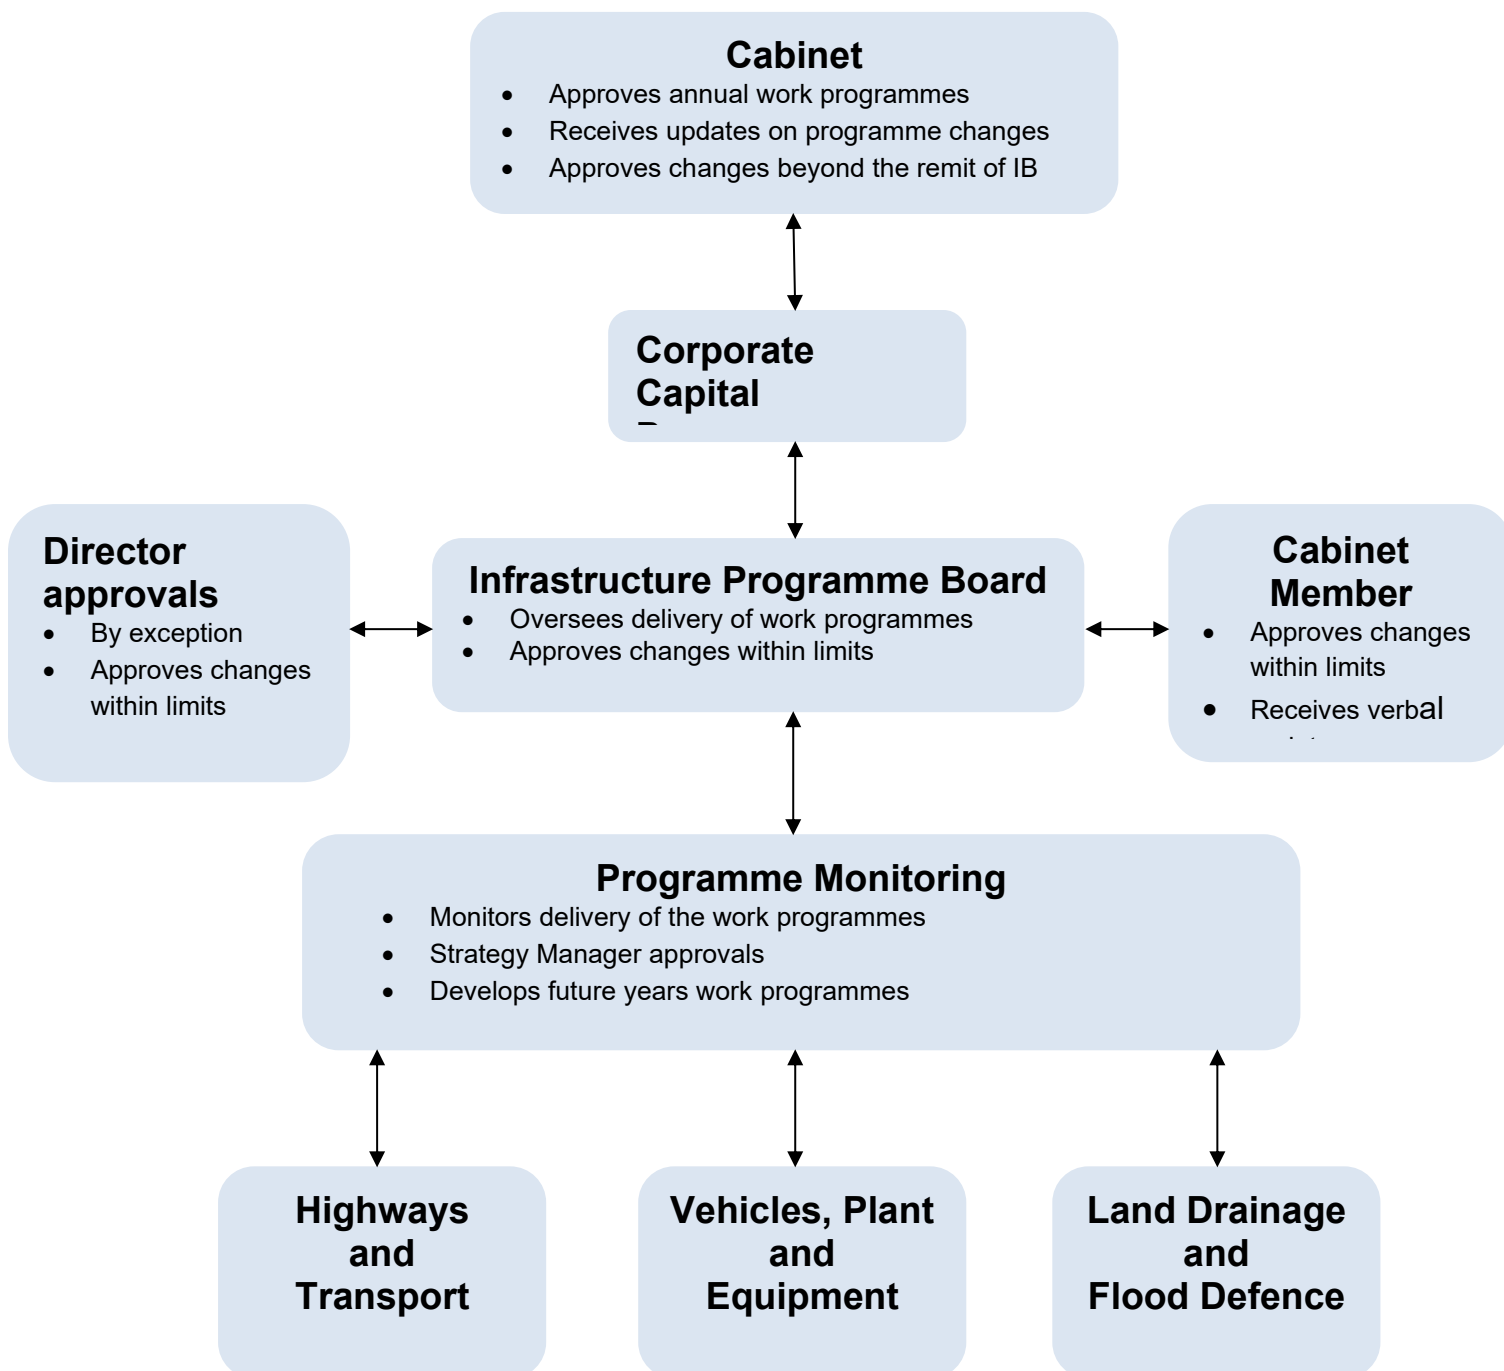 Cabinet
• Approves annual work programmes
• Receives updates on programme changes
• Approves changes beyond the remit of IB
Corporate
Capital
Director
approvals
• By exception
• Approves changes
within limits
Infrastructure Programme Board
• Oversees delivery of work programmes
• Approves changes within limits
Cabinet
Member
• Approves changes
within limits
• Receives verbal
Programme Monitoring
• Monitors delivery of the work programmes
• Strategy Manager approvals
• Develops future years work programmes
Highways
and
Transport
Vehicles, Plant
and
Equipment
Land Drainage
and
Flood Defence